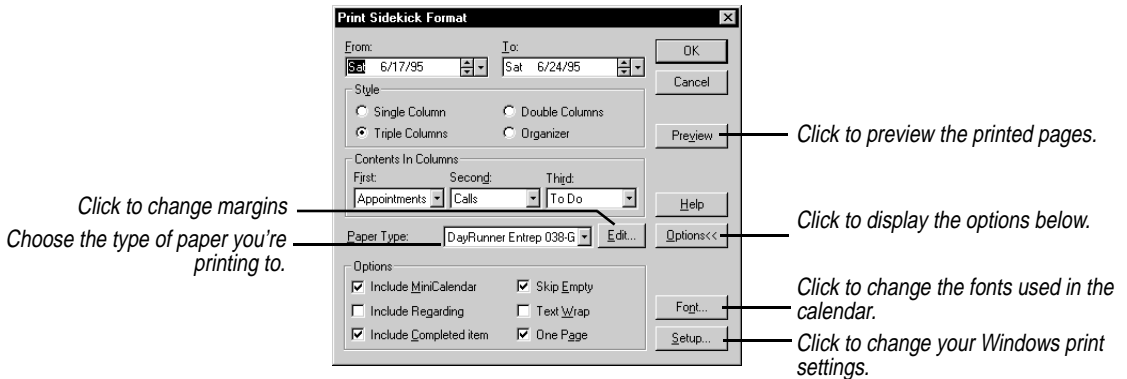 Print Sidekick Format
From: To:
Sat 6/17/95 Sat 6/24/95 OK
Cancel
Style
Single Column Double Columns
Triple Columns Organizer Preview Click to preview the printed pages.
Contents In Columns
First: Second: Third:
Appointments Calls To Do Help
Click to change margins
Paper Type: DayRunner Entrep 038-G Edit... Options<< Click to display the options below.
Choose the type of paper you're
printing to.
Options
Include MiniCalendar Skip Empty
Include Regarding Text Wrap Font... Click to change the fonts used in the
calendar.
Include Completed item One Page Setup... Click to change your Windows print
settings.